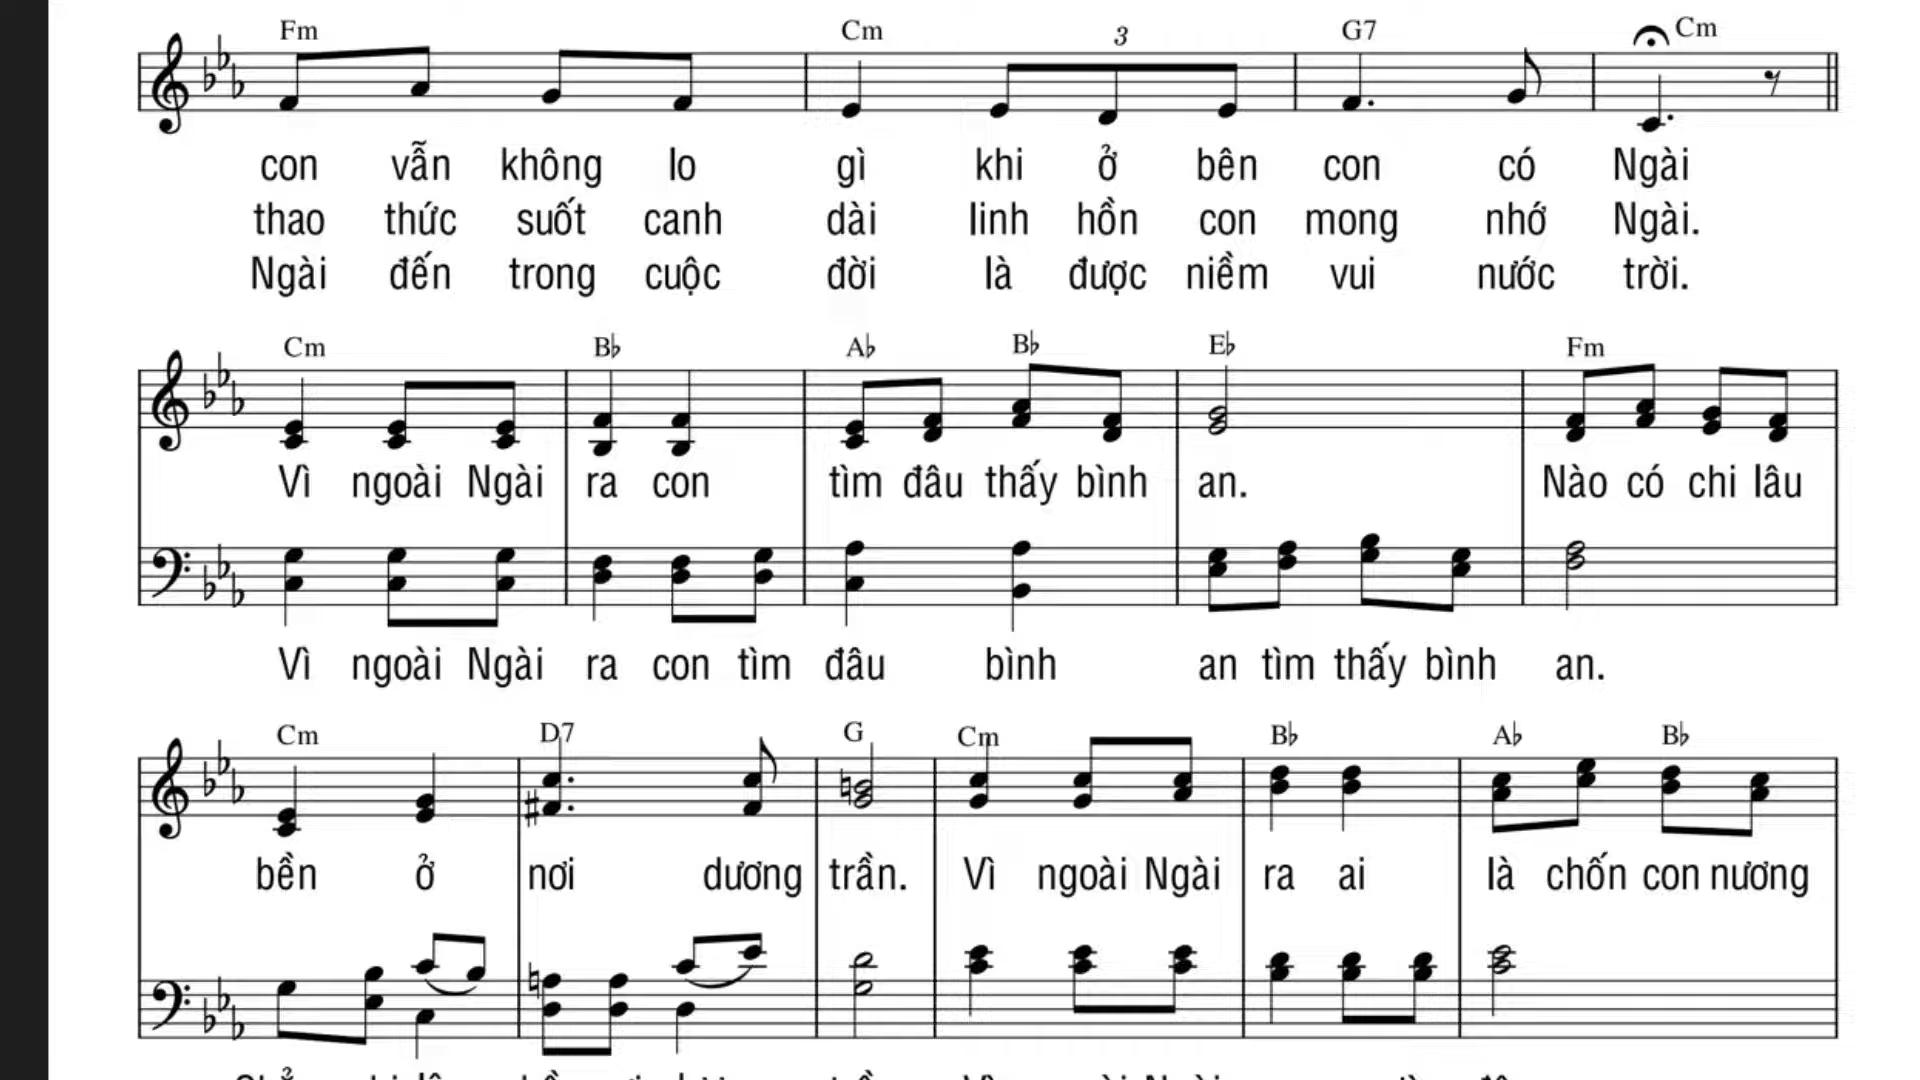 Fm Cm 3 G7 Cm
con vẫn không lo gì khi ở bên con có Ngài
thao thức suốt canh dài linh hồn con mong nhớ Ngài.
Ngài đến trong cuộc đời là được niềm vui nước trời.
Cm B♭ A♭ B♭ E♭ Fm
Vì ngoài Ngài ra con tìm đâu thấy bình an. Nào có chi lâu
Vì ngoài Ngài ra con tìm đâu bình an tìm thấy bình an.
Cm D7 G Cm B♭ A♭ B♭
bền ở nơi dương trần. Vì ngoài Ngài ra ai là chốn con nương